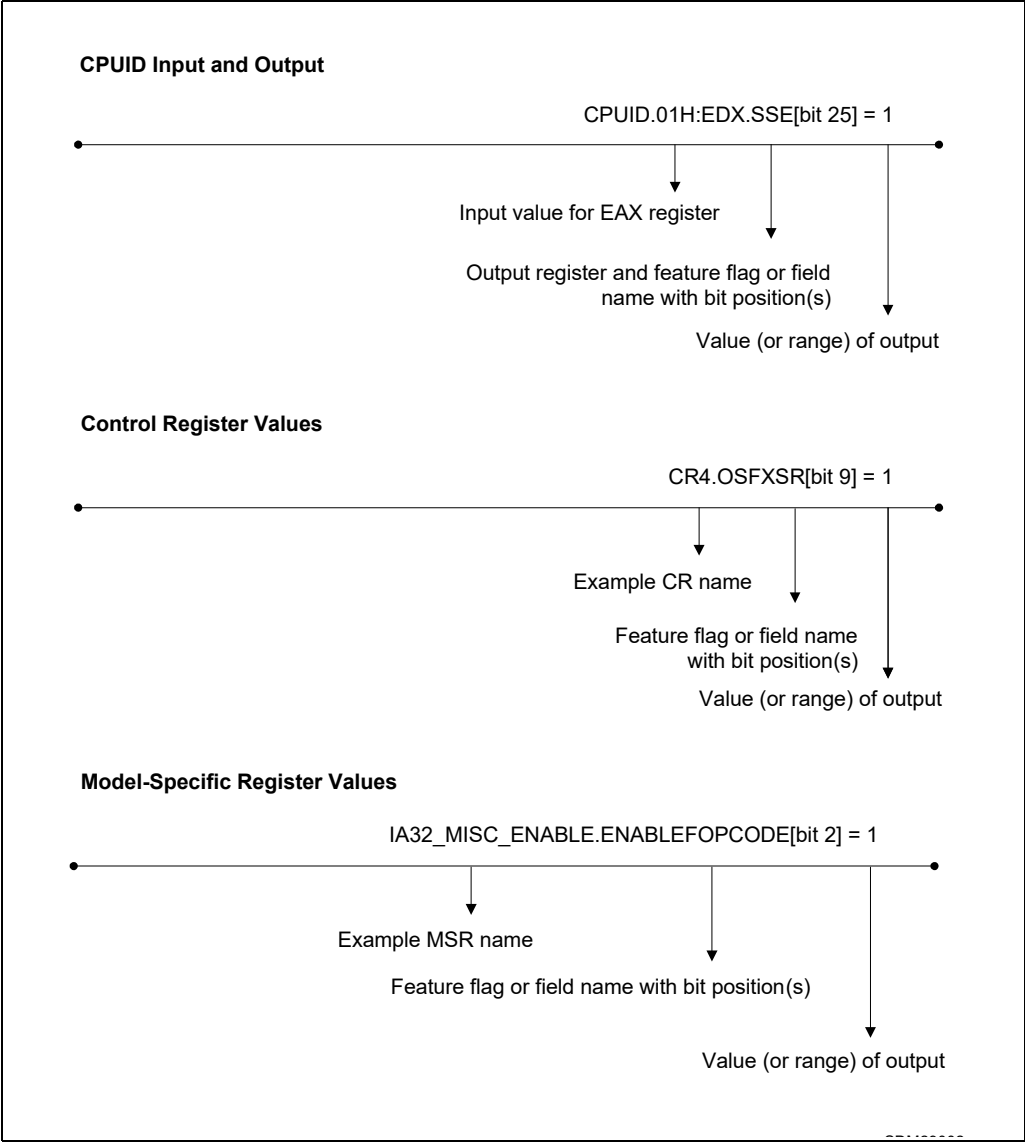 CPUID Input and Output
CPUID.01H:EDX.SSE[bit 25] = 1
Input value for EAX register
Output register and feature flag or field
name with bit position(s)
Value (or range) of output
Control Register Values
CR4.OSFXSR[bit 9] = 1
Example CR name
Feature flag or field name
with bit position(s)
Value (or range) of output
Model-Specific Register Values
IA32_MISC_ENABLE.ENABLEFOPCODE[bit 2] = 1
Example MSR name
Feature flag or field name with bit position(s)
Value (or range) of output